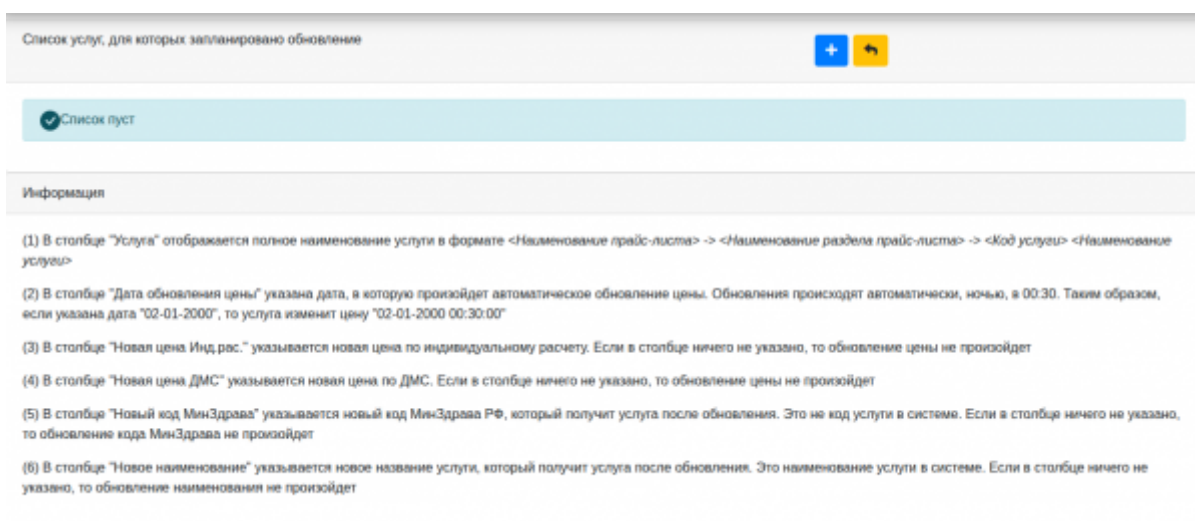 Список услуг, для которых запланировано обновление
Список пуст
Информация
(1) В столбце "Услуга" отображается полное наименование услуги в формате <Наименование прайс-листа> -> <Наименование раздела прайс-листа> -> <Код услуги> <Наименование
услуги>
(2) В столбце "Дата обновления цены" указана дата, в которую произойдет автоматическое обновление цены. Обновления происходят автоматически, ночью, в 00:30. Таким образом,
если указана дата "02-01-2000", то услуга изменит цену "02-01-2000 00:30:00"
(3) В столбце "Новая цена Инд.рас." указывается новая цена по индивидуальному расчету. Если в столбце ничего не указано, то обновление цены не произойдет
(4) В столбце "Новая цена ДМС" указывается новая цена по ДМС. Если в столбце ничего не указано, то обновление цены не произойдет
(5) В столбце "Новый код МинЗдрава" указывается новый код МинЗдрава РФ, который получит услуга после обновления. Это не код услуги в системе. Если в столбце ничего не указано,
то обновление кода МинЗдрава не произойдет
(6) В столбце "Новое наименование" указывается новое название услуги, который получит услуга после обновления. Это наименование услуги в системе. Если в столбце ничего не
указано, то обновление наименования не произойдет